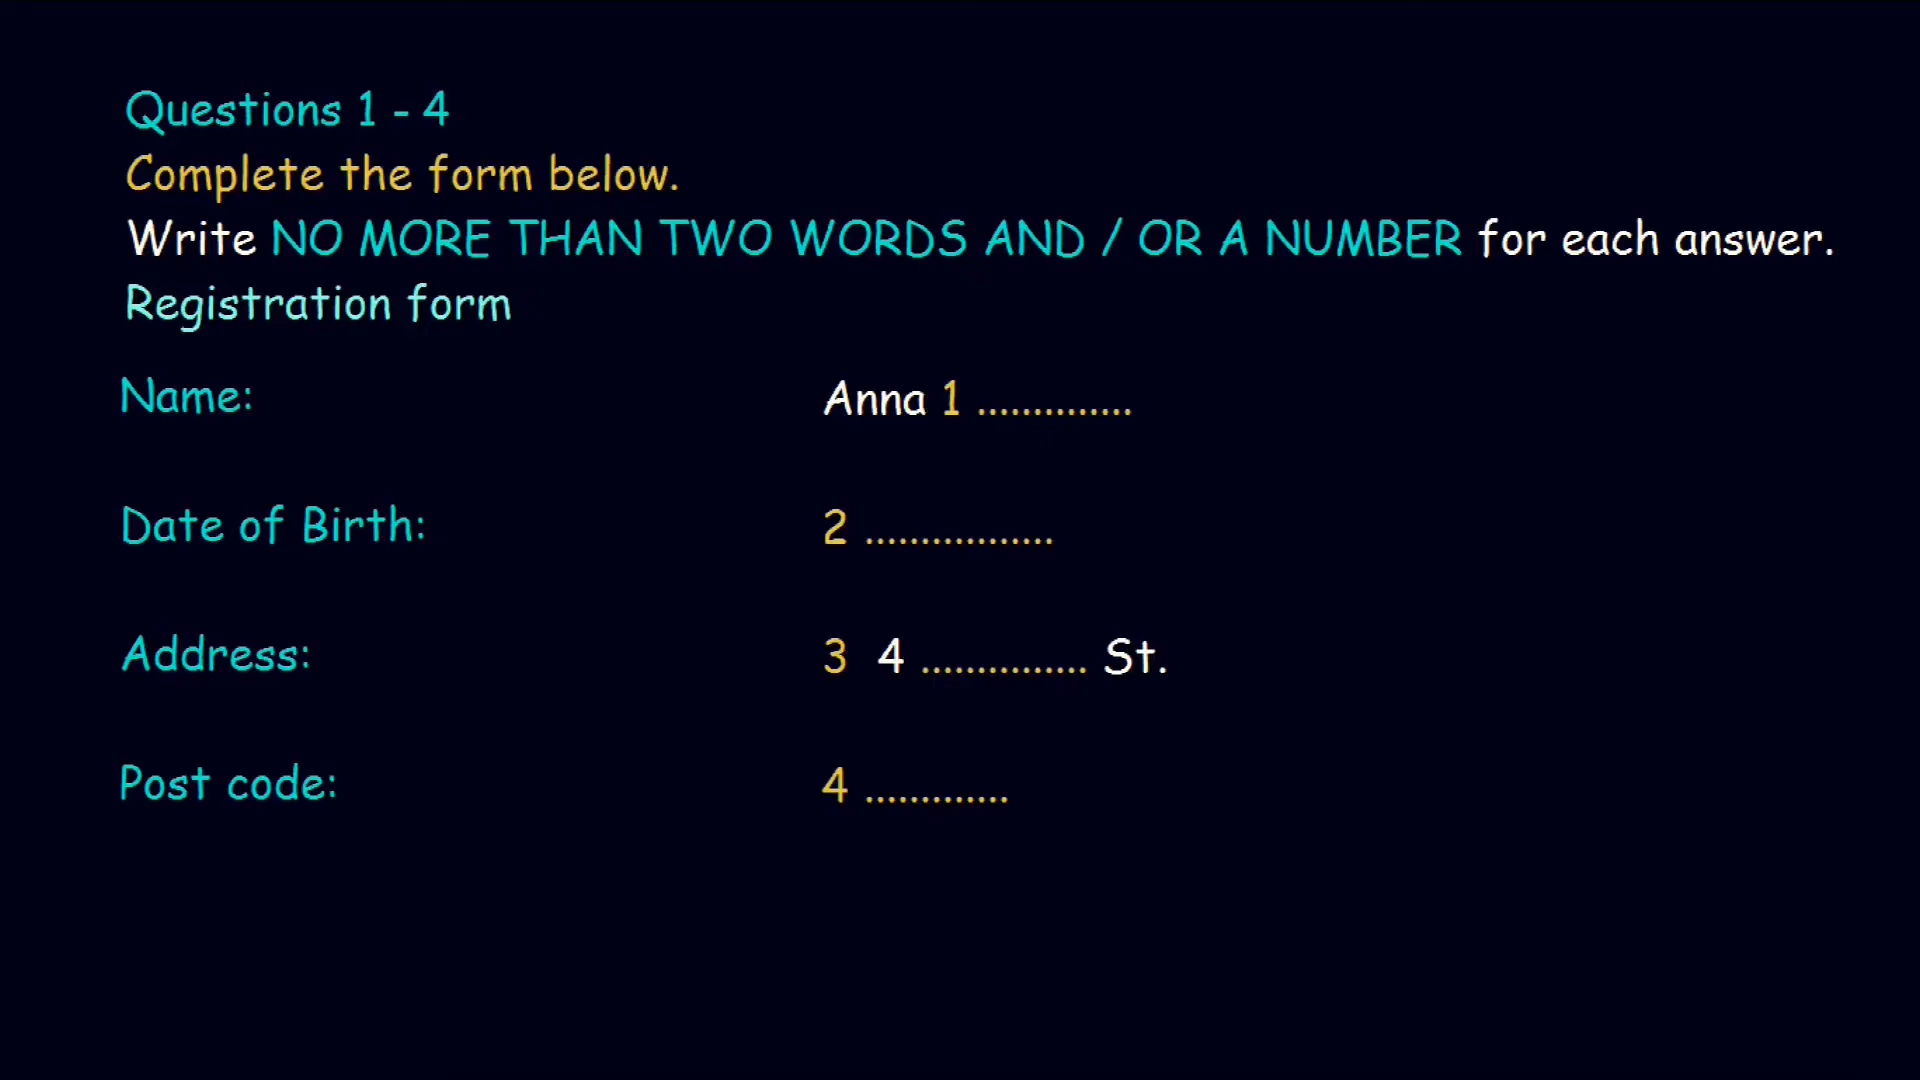 Questions 1 - 4
Complete the form below.
Write NO MORE THAN TWO WORDS AND / OR A NUMBER for each answer.
Registration form
Name: Anna 1 ..............
Date of Birth: 2 .................
Address: 3 4 ............... St.
Post code: 4 .............